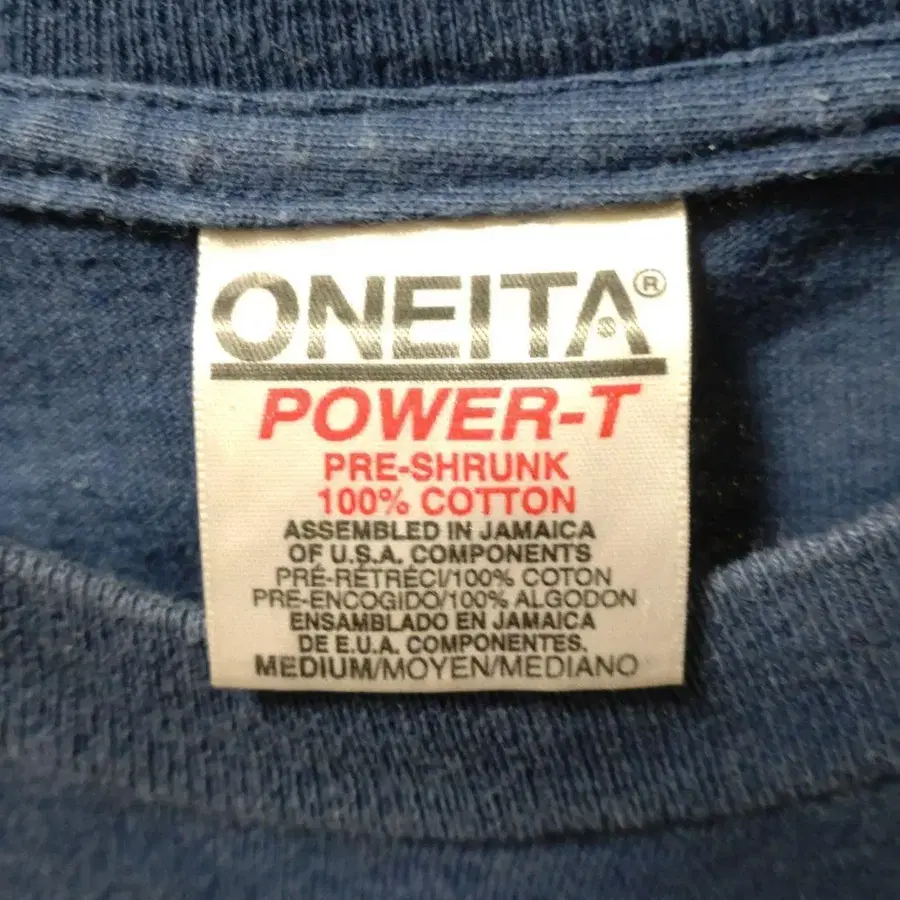 ONEITA®
POWER-T
PRE-SHRUNK
100% COTTON
ASSEMBLED IN JAMAICA
OF U.S.A. COMPONENTS
PRÉ-RÉTRÉCI/100% COTON
PRE-ENCOGIDO/100% ALGODON
ENSAMBLADO EN JAMAICA
DE E.U.A. COMPONENTES.
MEDIUM/MOYEN/MEDIANO